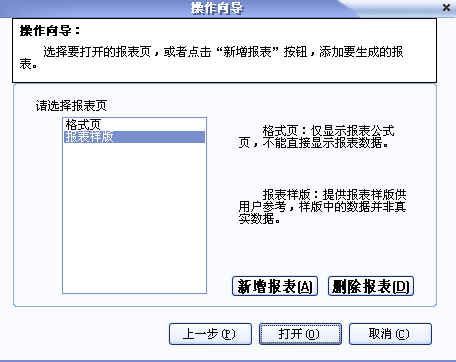 操作向导
操作向导：
选择要打开的报表页，或者点击“新增报表”按钮，添加要生成的报
表。
请选择报表页
格式页
报表样版
格式页：仅显示报表公式
页，不能直接显示报表数据。
报表样版：提供报表样版供
用户参考，样版中的数据并非真
实数据。
新增报表(A)
删除报表(D)
上一步(P)
打开(O)
取消(C)